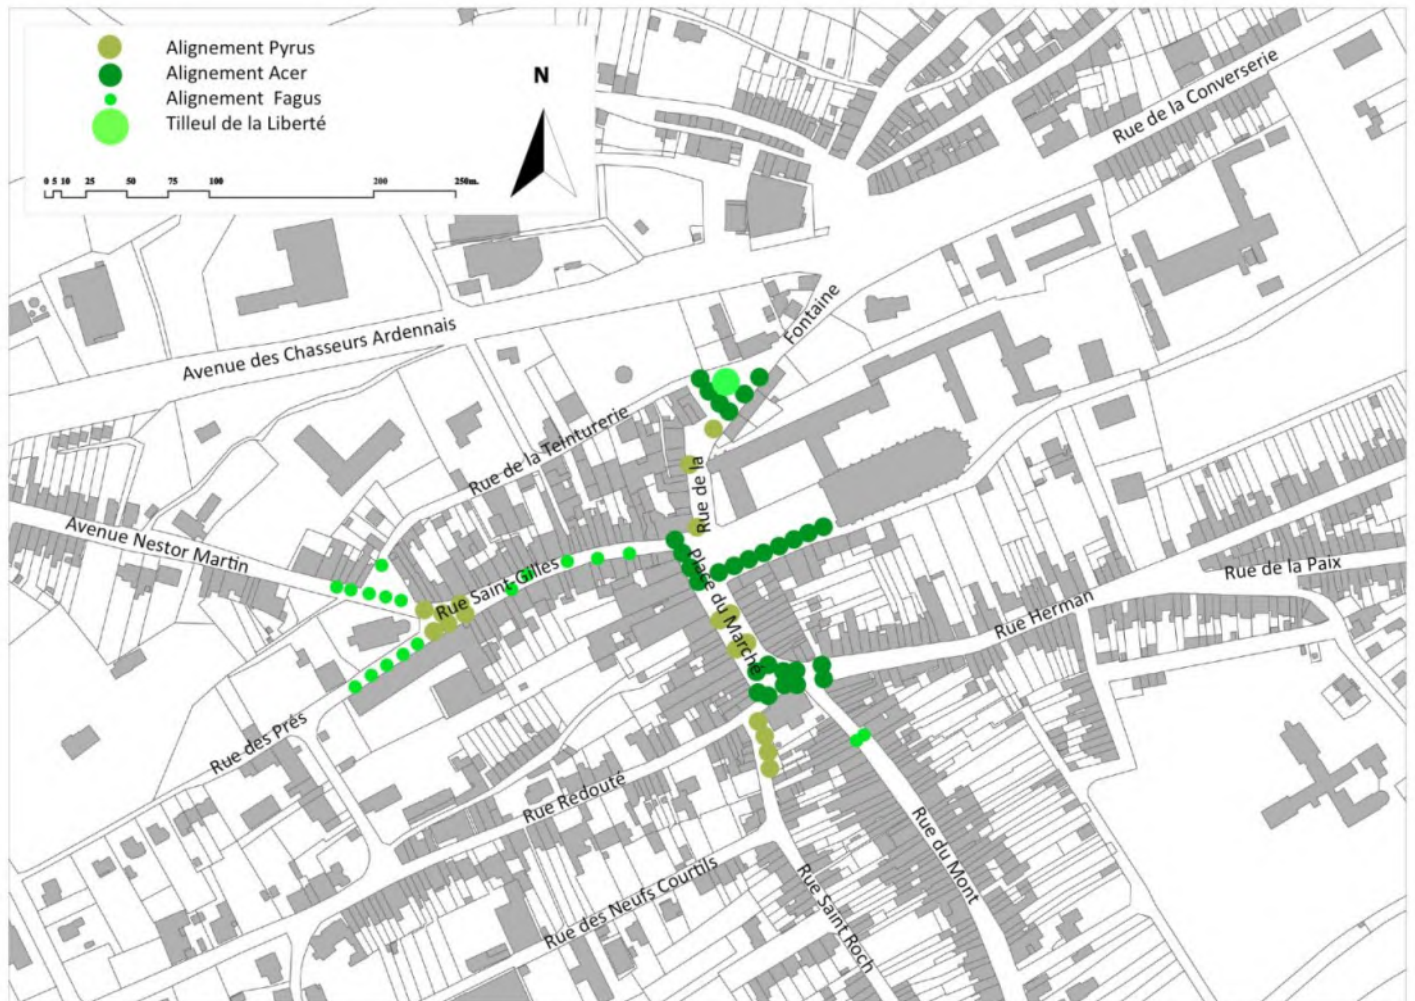 Alignement Pyrus
Alignement Acer
Alignement Fagus
Tilleul de la Liberté
N
0 5 10 25 50 75 100 200 250m.
Rue de la Converserie
Fontaine
Avenue des Chasseurs Ardennais
Rue de la Teinturerie
Rue de la
Avenue Nestor Martin
Rue Saint-Gilles
Place du Marché
Rue de la Paix
Rue Herman
Rue des Prés
Rue Redouté
Rue du Mont
Rue des Neufs Courtils
Rue Saint Roch